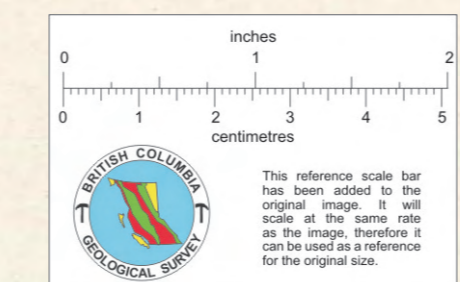 inches
0 1 2
0 1 2 3 4 5
centimetres
BRITISH COLUMBIA
GEOLOGICAL SURVEY
This reference scale bar
has been added to the
original image. It will
scale at the same rate
as the image, therefore it
can be used as a reference
for the original size.